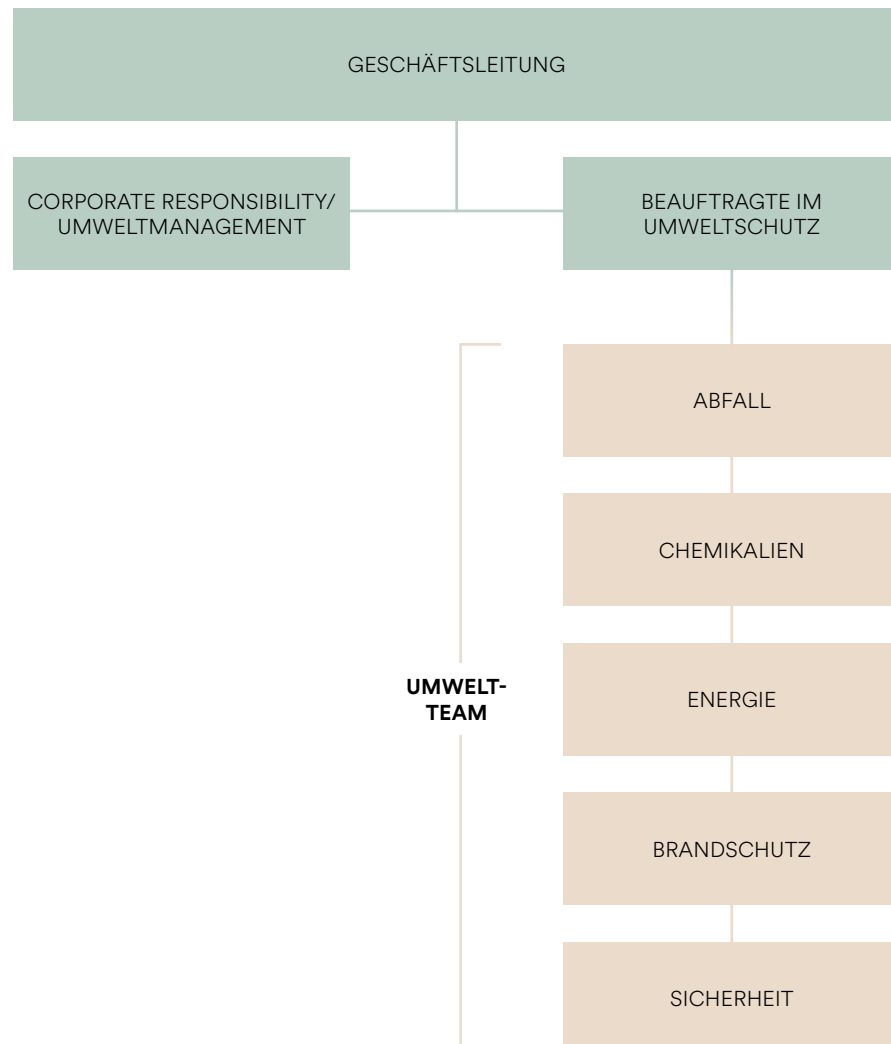 GESCHÄFTSLEITUNG
CORPORATE RESPONSIBILITY/
UMWELTMANAGEMENT
BEAUFTRAGTE IM
UMWELTSCHUTZ
ABFALL
CHEMIKALIEN
UMWELT-
TEAM
ENERGIE
BRANDSCHUTZ
SICHERHEIT